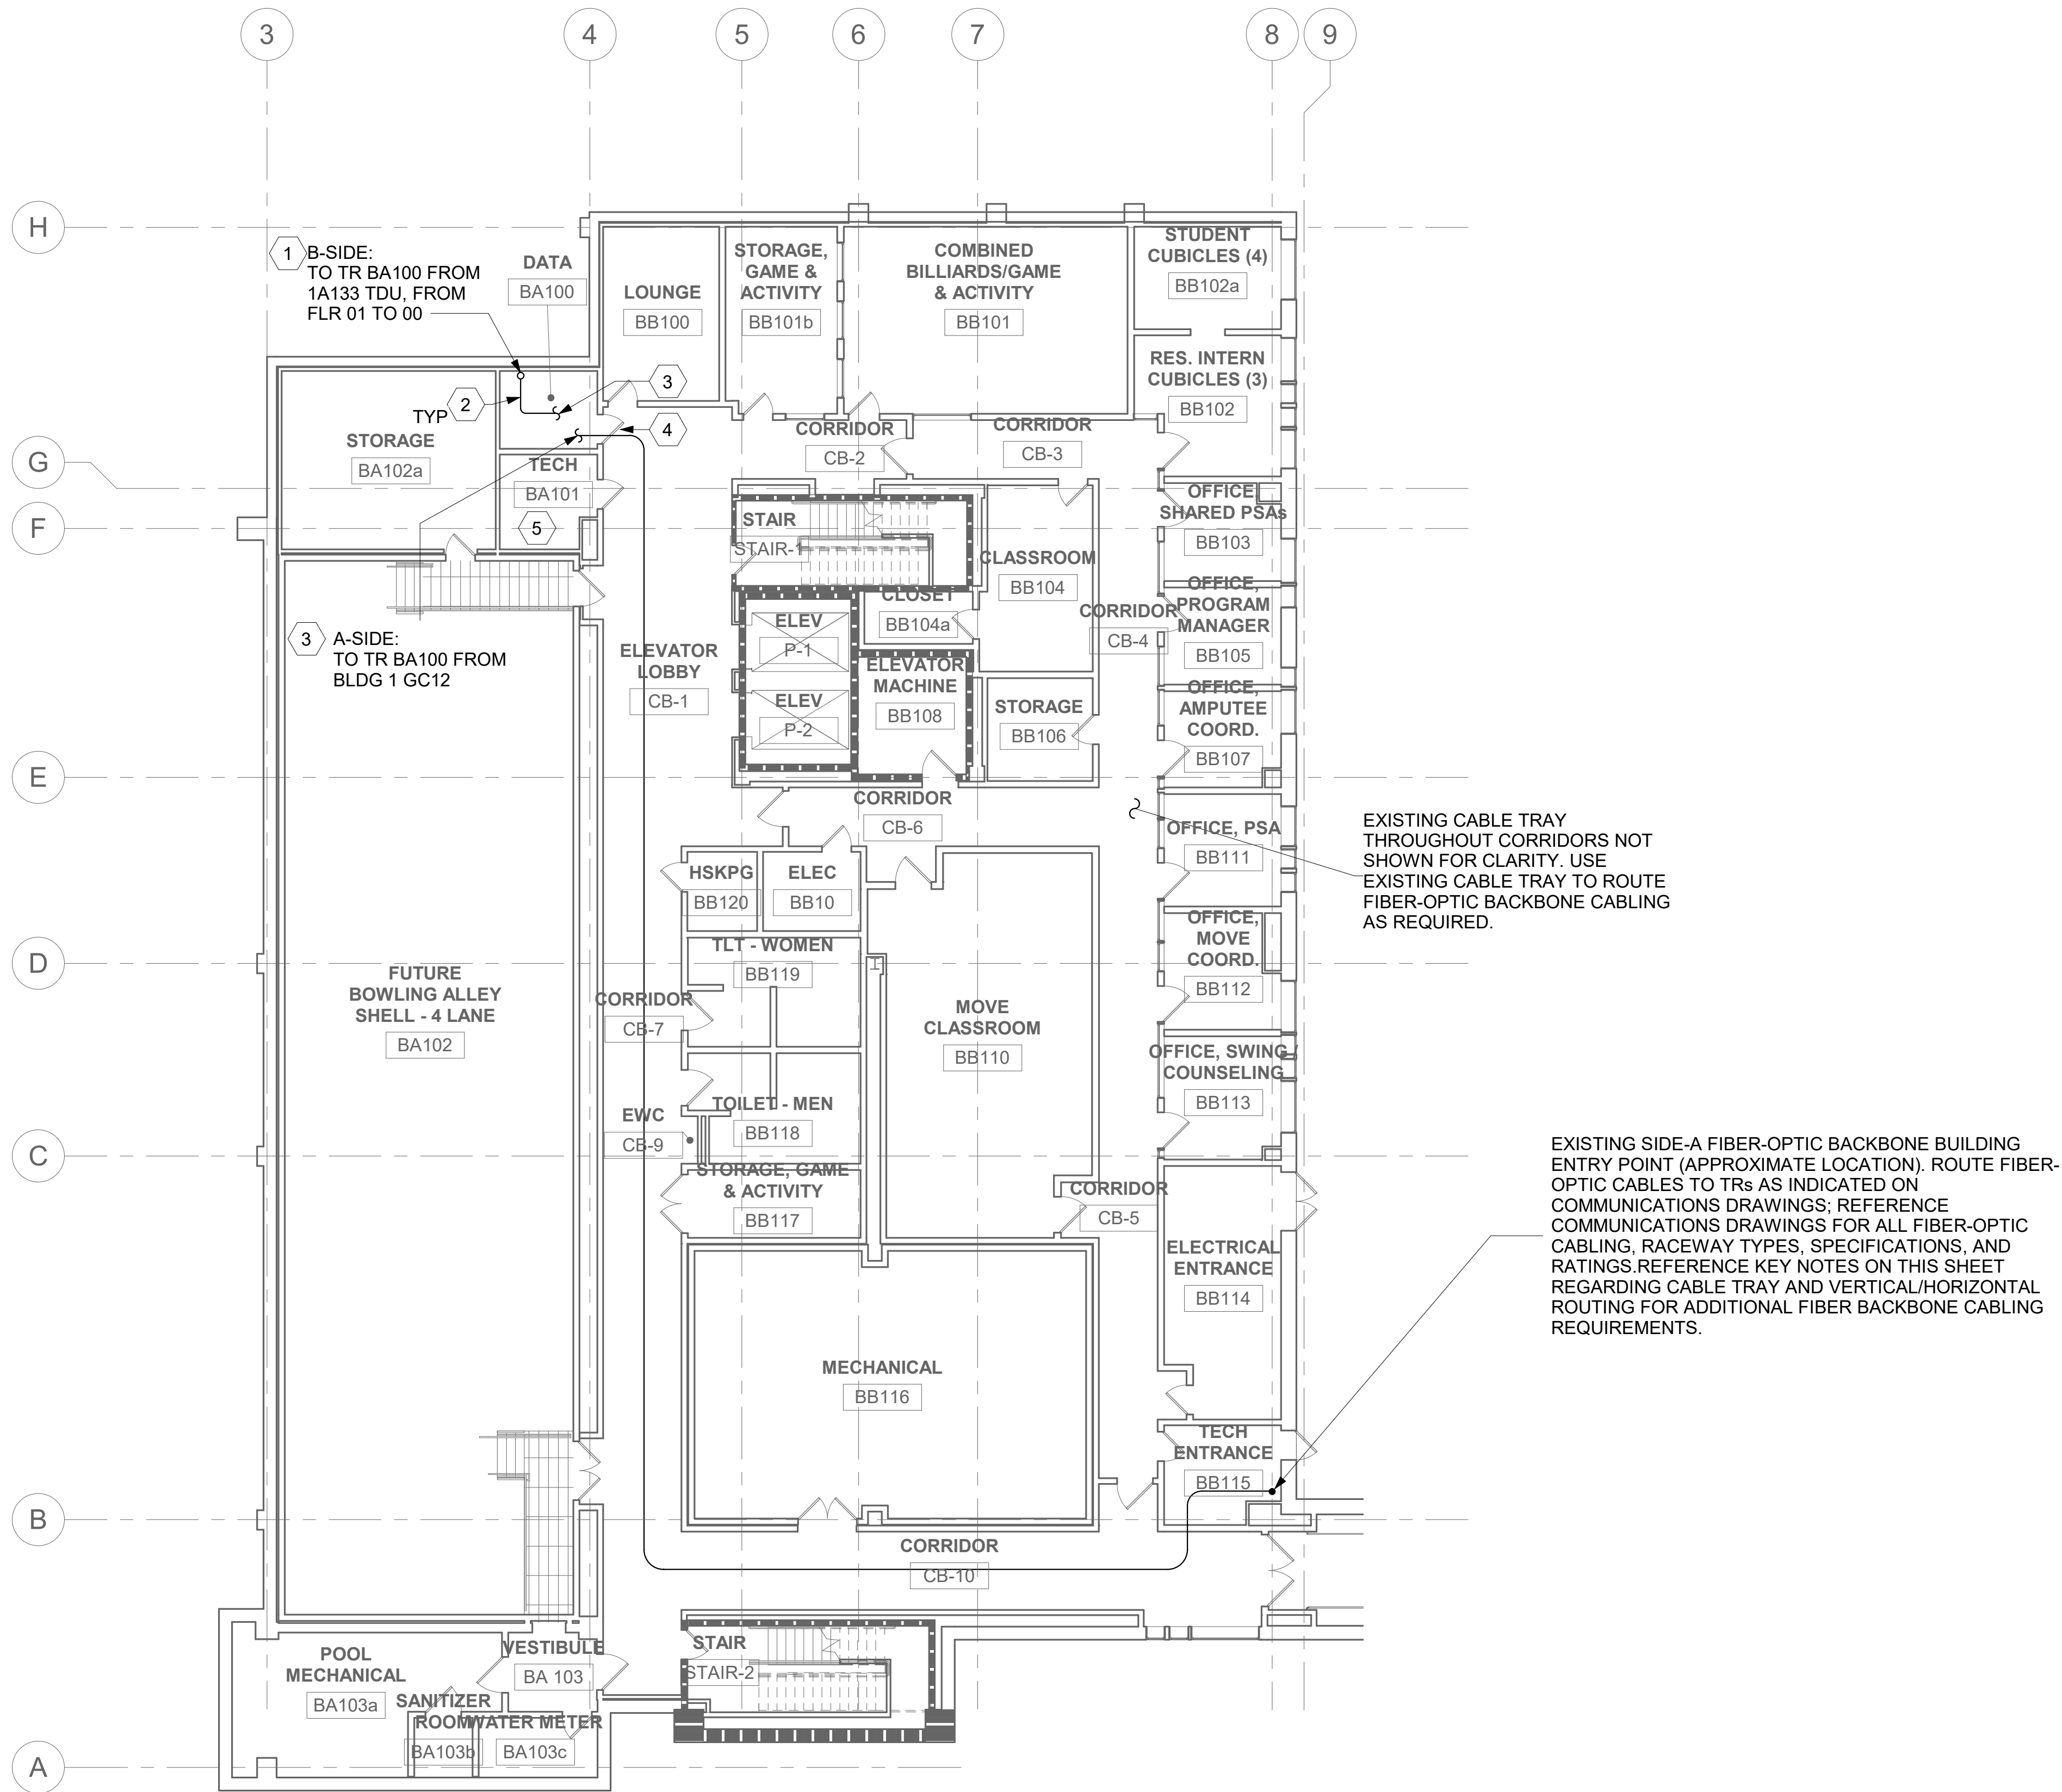 3
4
5
6
7
8
9
H
G
F
E
D
C
B
A
1
B-SIDE:
TO TR BA100 FROM
1A133 TDU, FROM
FLR 01 TO 00
DATA
BA100
LOUNGE
BB100
STORAGE,
GAME &
ACTIVITY
BB101b
COMBINED
BILLIARDS/GAME
& ACTIVITY
BB101
STUDENT
CUBICLES (4)
BB102a
RES. INTERN
CUBICLES (3)
BB102
3
2
TYP
4
STORAGE
BA102a
TECH
BA101
5
CORRIDOR
CB-2
CORRIDOR
CB-3
STAIR
STAIR-1
CLASSROOM
BB104
OFFICE,
SHARED PSAs
BB103
CLOSET
BB104a
CORRIDOR
CB-4
OFFICE,
PROGRAM
MANAGER
BB105
3
A-SIDE:
TO TR BA100 FROM
BLDG 1 GC12
ELEVATOR
LOBBY
CB-1
ELEV
P-1
ELEV
P-2
ELEVATOR
MACHINE
BB108
STORAGE
BB106
OFFICE,
AMPUTEE
COORD.
BB107
CORRIDOR
CB-6
OFFICE, PSA
BB111
EXISTING CABLE TRAY
THROUGHOUT CORRIDORS NOT
SHOWN FOR CLARITY. USE
EXISTING CABLE TRAY TO ROUTE
FIBER-OPTIC BACKBONE CABLING
AS REQUIRED.
HSKPG
BB120
ELEC
BB10
TLT - WOMEN
BB119
OFFICE,
MOVE
COORD.
BB112
FUTURE
BOWLING ALLEY
SHELL - 4 LANE
BA102
CORRIDOR
CB-7
MOVE
CLASSROOM
BB110
OFFICE, SWING /
COUNSELING
BB113
EWC
CB-9
TOILET - MEN
BB118
STORAGE, GAME
& ACTIVITY
BB117
CORRIDOR
CB-5
EXISTING SIDE-A FIBER-OPTIC BACKBONE BUILDING
ENTRY POINT (APPROXIMATE LOCATION). ROUTE FIBER-
OPTIC CABLES TO TRs AS INDICATED ON
COMMUNICATIONS DRAWINGS; REFERENCE
COMMUNICATIONS DRAWINGS FOR ALL FIBER-OPTIC
CABLING, RACEWAY TYPES, SPECIFICATIONS, AND
RATINGS.REFERENCE KEY NOTES ON THIS SHEET
REGARDING CABLE TRAY AND VERTICAL/HORIZONTAL
ROUTING FOR ADDITIONAL FIBER BACKBONE CABLING
REQUIREMENTS.
ELECTRICAL
ENTRANCE
BB114
MECHANICAL
BB116
TECH
ENTRANCE
BB115
CORRIDOR
CB-10
POOL
MECHANICAL
BA103a
VESTIBULE
BA 103
STAIR
STAIR-2
SANITIZER
ROOM
BA103b
WATER METER
BA103c